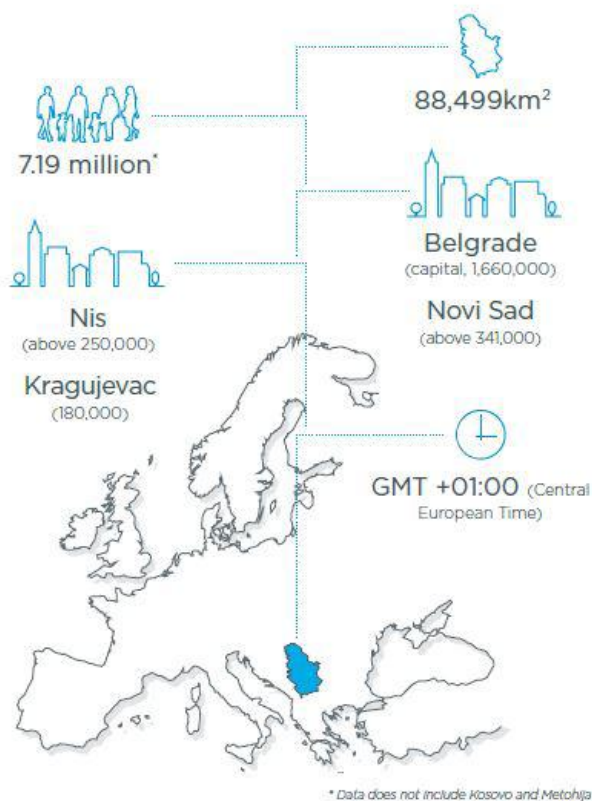 88,499km²
7.19 million*
Belgrade
(capital, 1,660,000)
Novi Sad
(above 341,000)
Nis
(above 250,000)
Kragujevac
(180,000)
GMT +01:00 (Central
European Time)
* Data does not include Kosovo and Metohija